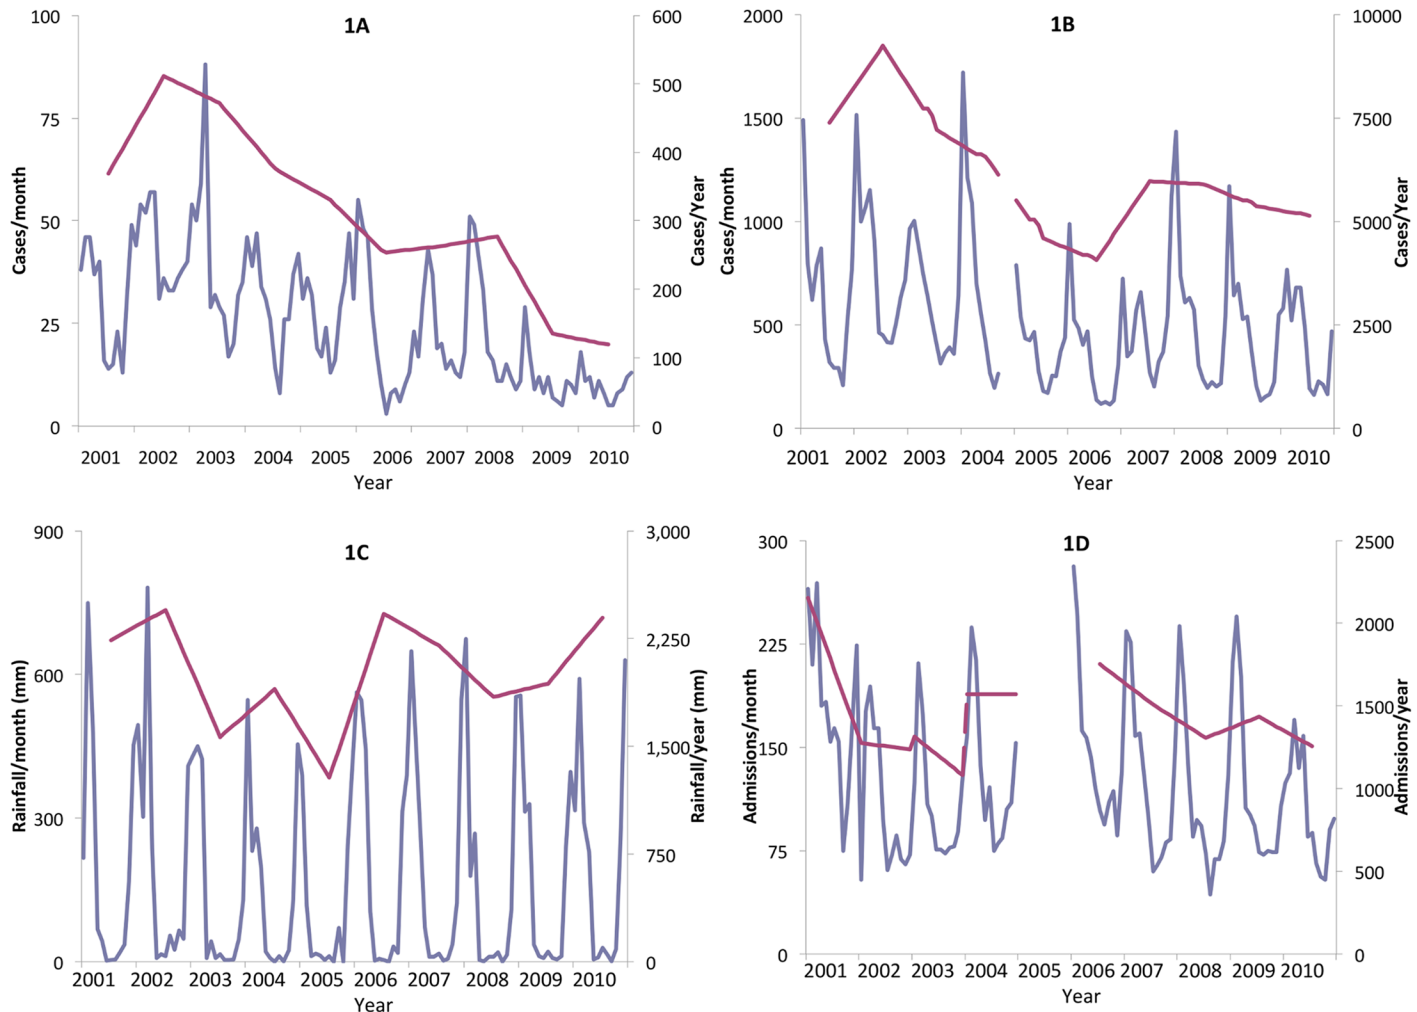 1A
100
75
50
25
0
Cases/month
600
500
400
300
200
100
0
Cases/Year
2001 2002 2003 2004 2005 2006 2007 2008 2009 2010
Year
1B
2000
1500
1000
500
0
Cases/month
10000
7500
5000
2500
0
Cases/Year
2001 2002 2003 2004 2005 2006 2007 2008 2009 2010
Year
1C
900
600
300
0
Rainfall/month (mm)
3,000
2,250
1,500
750
0
Rainfall/year (mm)
2001 2002 2003 2004 2005 2006 2007 2008 2009 2010
Year
1D
300
225
150
75
0
Admissions/month
2500
2000
1500
1000
500
0
Admissions/year
2001 2002 2003 2004 2005 2006 2007 2008 2009 2010
Year